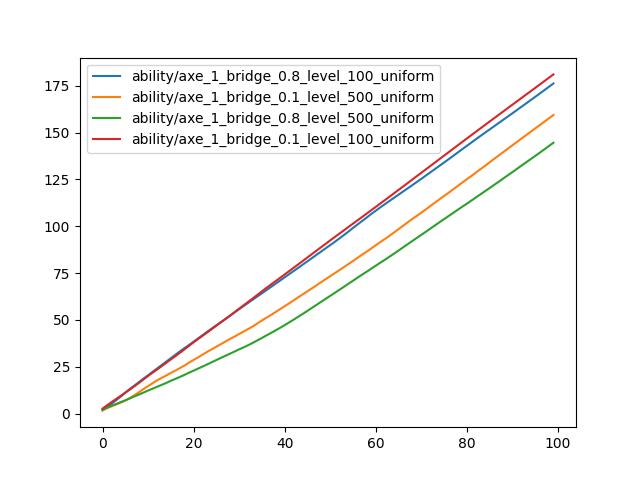 ability/axe_1_bridge_0.8_level_100_uniform
ability/axe_1_bridge_0.1_level_500_uniform
ability/axe_1_bridge_0.8_level_500_uniform
ability/axe_1_bridge_0.1_level_100_uniform
175
150
125
100
75
50
25
0
0 20 40 60 80 100